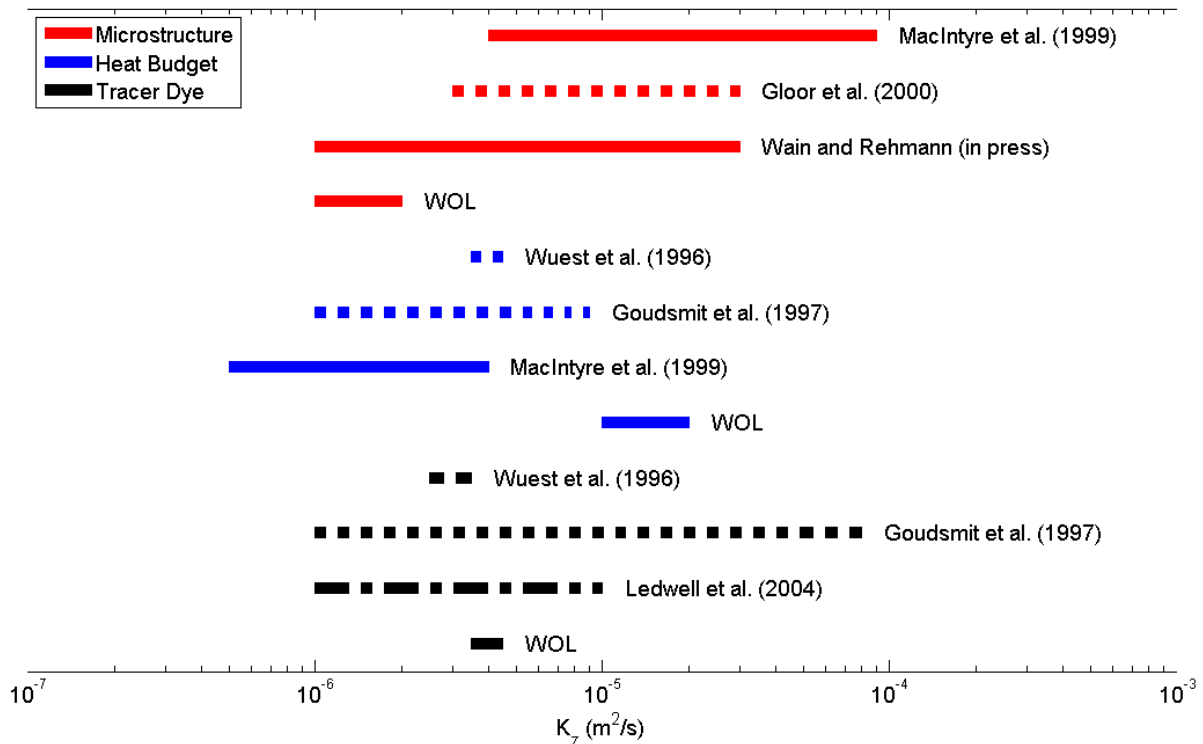 Microstructure
Heat Budget
Tracer Dye
MacIntyre et al. (1999)
Gloor et al. (2000)
Wain and Rehmann (in press)
WOL
Wuest et al. (1996)
Goudsmit et al. (1997)
MacIntyre et al. (1999)
WOL
Wuest et al. (1996)
Goudsmit et al. (1997)
Ledwell et al. (2004)
WOL
10^-7 10^-6 10^-5 10^-4 10^-3
K_z (m^2/s)